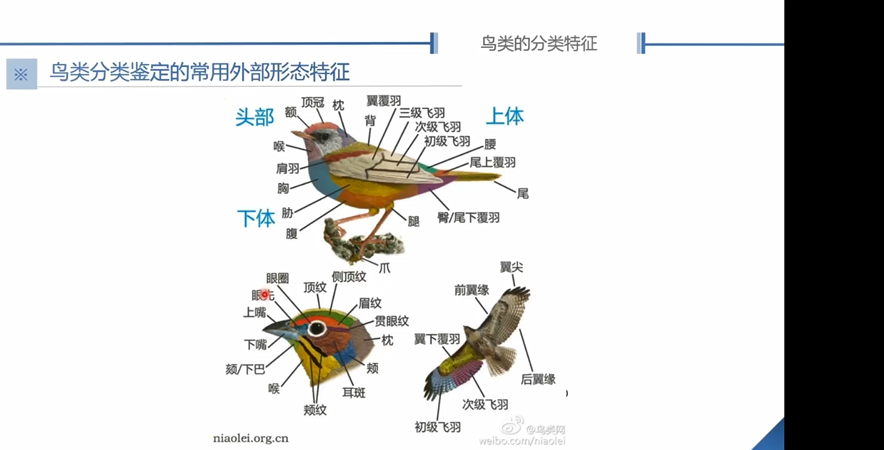 鸟类的分类特征
※ 鸟类分类鉴定的常用外部形态特征
头部
上体
下体
额
顶冠
枕
翼覆羽
背
三级飞羽
次级飞羽
初级飞羽
腰
尾上覆羽
尾
臀/尾下覆羽
腿
爪
喉
肩羽
胸
胁
腹
眼圈
眼先
上嘴
下嘴
颏/下巴
喉
颊纹
耳斑
颊
枕
贯眼纹
眉纹
侧顶纹
顶纹
翼尖
前翼缘
翼下覆羽
后翼缘
次级飞羽
初级飞羽
niaolei.org.cn
@鸟类网
weibo.com/niaolei